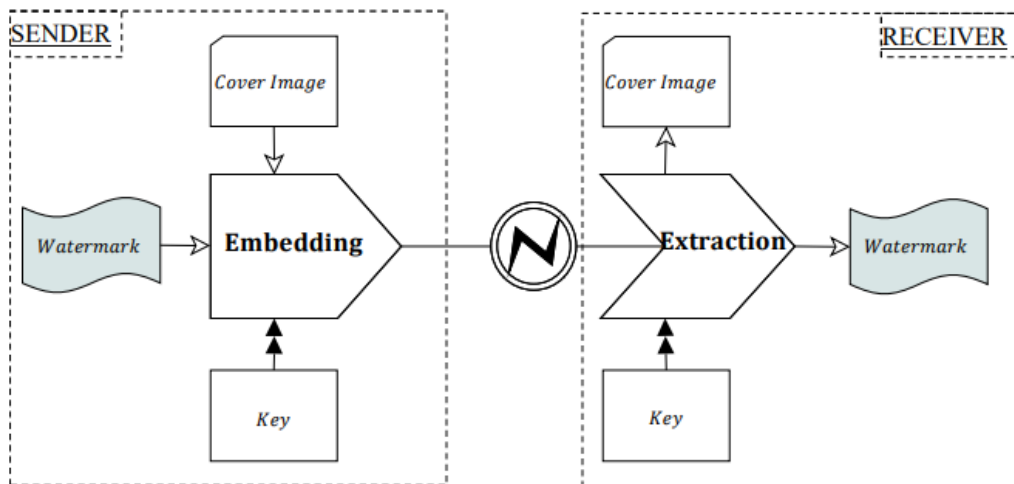 SENDER
RECEIVER
Cover Image
Cover Image
Watermark
Embedding
Extraction
Watermark
Key
Key